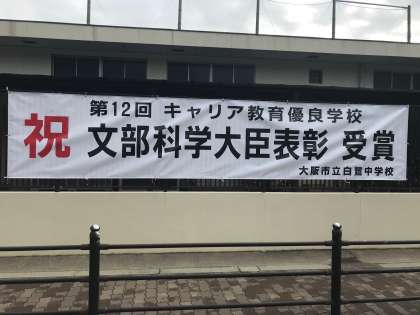 祝
第12回 キャリア教育優良学校
文部科学大臣表彰 受賞
大阪市立白鷺中学校